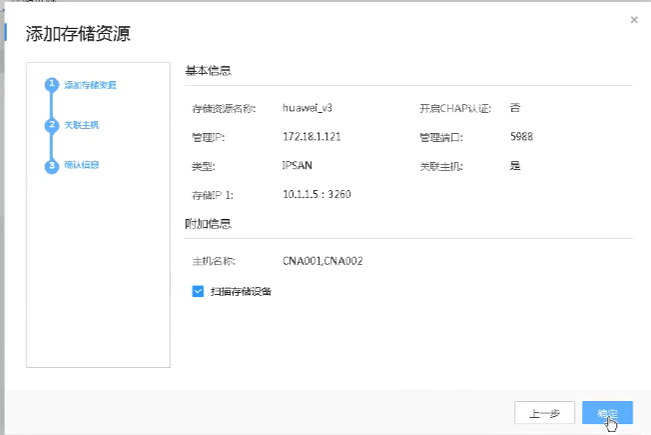 添加存储资源
1 添加存储资源
2 关联主机
3 确认信息
基本信息
存储资源名称: huawei_v3 开启CHAP认证: 否
管理IP: 172.18.1.121 管理端口: 5988
类型: IPSAN 关联主机: 是
存储IP 1: 10.1.1.5 : 3260
附加信息
主机名称: CNA001,CNA002
扫描存储设备
上一步 确定